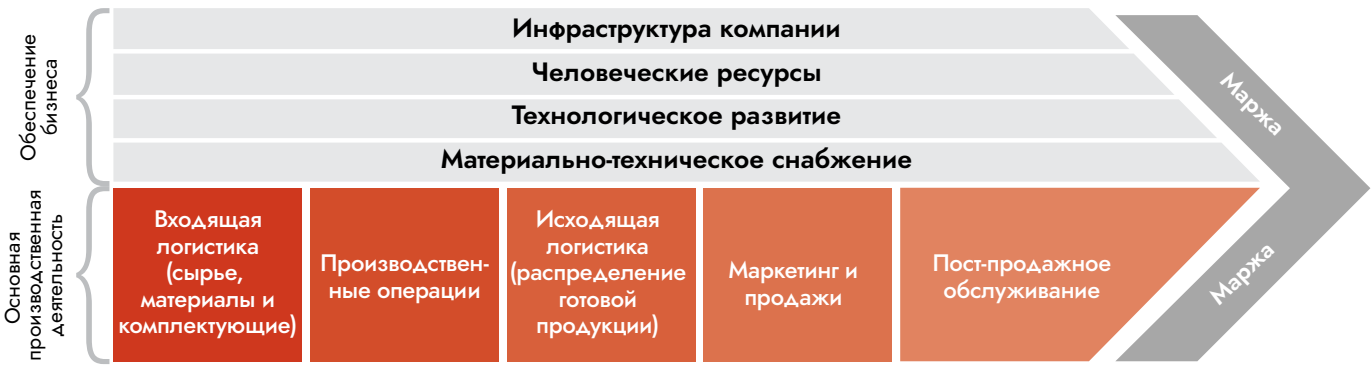 Обеспечение
бизнеса
Инфраструктура компании
Человеческие ресурсы
Технологическое развитие
Материально-техническое снабжение
Маржа
Основная
производственная
деятельность
Входящая
логистика
(сырье,
материалы и
комплектующие)
Производствен-
ные операции
Исходящая
логистика
(распределение
готовой
продукции)
Маркетинг и
продажи
Пост-продажное
обслуживание
Маржа